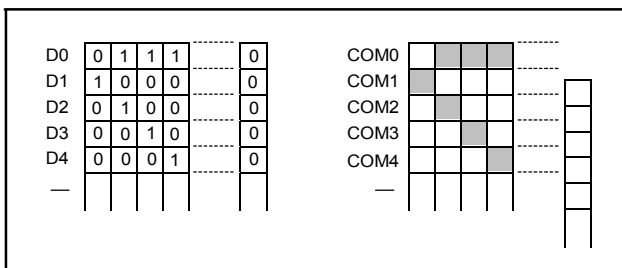 D0 0 1 1 1 0 COM0
D1 1 0 0 0 0 COM1
D2 0 1 0 0 0 COM2
D3 0 0 1 0 0 COM3
D4 0 0 0 1 0 COM4
— —